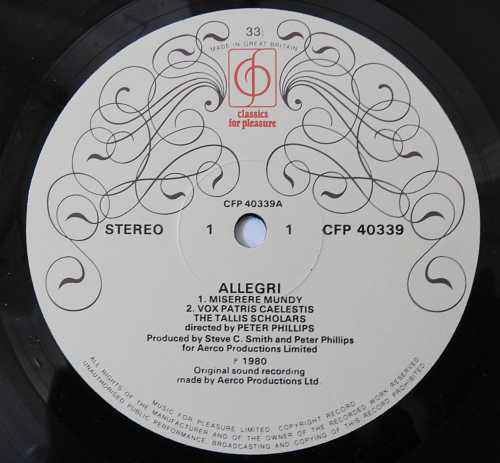 33⅓
MADE IN GREAT BRITAIN
cfp
classics
for pleasure
CFP 40339A
STEREO 1 1 CFP 40339
ALLEGRI
1. MISERERE MUNDY
2. VOX PATRIS CAELESTIS
THE TALLIS SCHOLARS
directed by PETER PHILLIPS
Produced by Steve C. Smith and Peter Phillips
for Aerco Productions Limited
℗ 1980
Original sound recording
made by Aerco Productions Ltd.
MUSIC FOR PLEASURE LIMITED. COPYRIGHT RECORD
ALL RIGHTS OF THE MANUFACTURER AND OF THE OWNER OF THE RECORDED WORK RESERVED
UNAUTHORISED PUBLIC PERFORMANCE, BROADCASTING AND COPYING OF THIS RECORD PROHIBITED